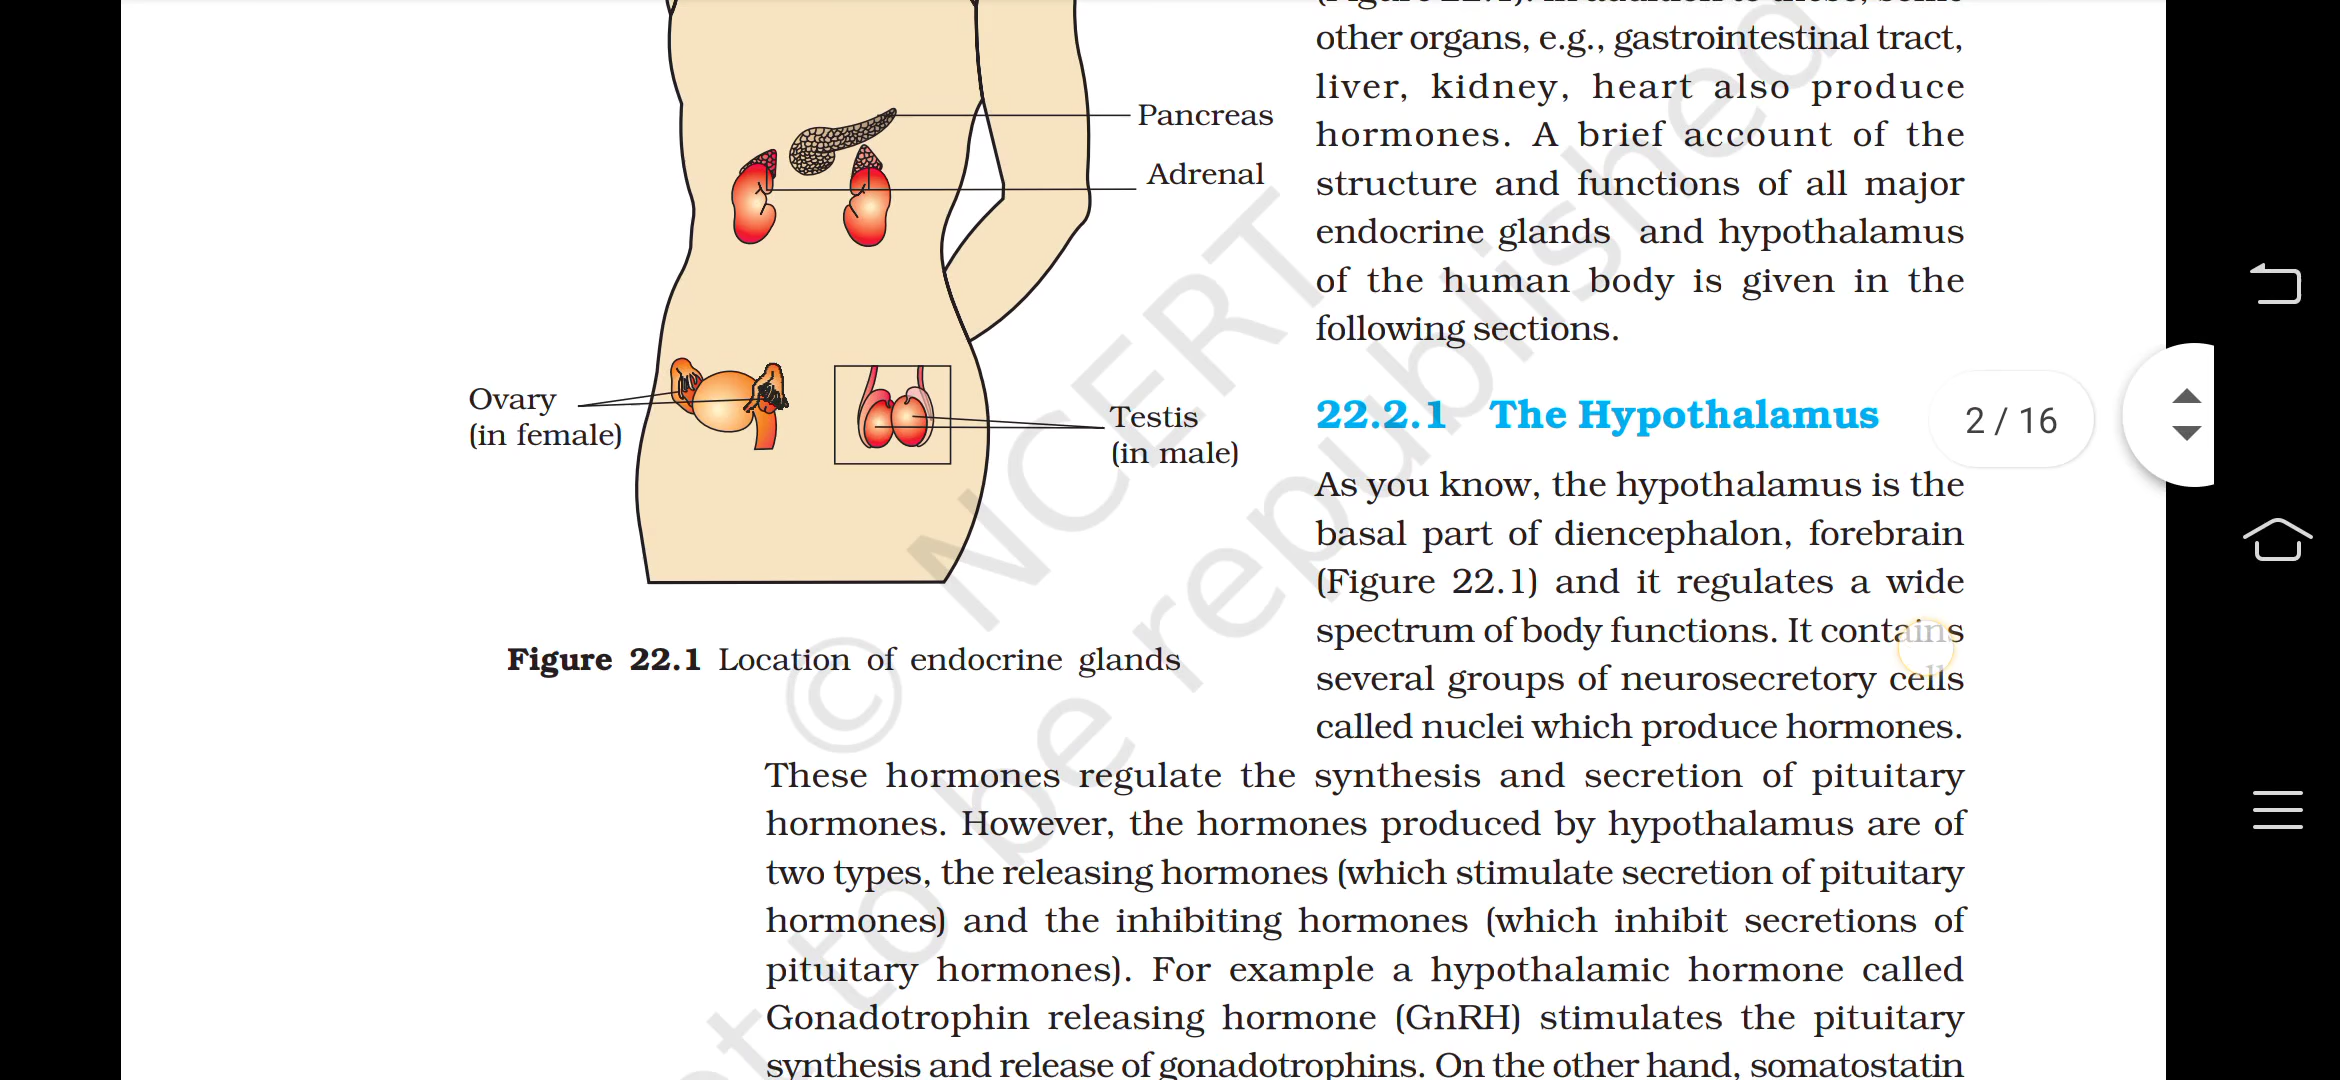 Pancreas
Adrenal
Ovary
(in female)
Testis
(in male)
Figure 22.1 Location of endocrine glands
other organs, e.g., gastrointestinal tract,
liver, kidney, heart also produce
hormones. A brief account of the
structure and functions of all major
endocrine glands and hypothalamus
of the human body is given in the
following sections.
22.2.1 The Hypothalamus
2 / 16
As you know, the hypothalamus is the
basal part of diencephalon, forebrain
(Figure 22.1) and it regulates a wide
spectrum of body functions. It contains
several groups of neurosecretory cells
called nuclei which produce hormones.
These hormones regulate the synthesis and secretion of pituitary
hormones. However, the hormones produced by hypothalamus are of
two types, the releasing hormones (which stimulate secretion of pituitary
hormones) and the inhibiting hormones (which inhibit secretions of
pituitary hormones). For example a hypothalamic hormone called
Gonadotrophin releasing hormone (GnRH) stimulates the pituitary
synthesis and release of gonadotrophins. On the other hand, somatostatin
© NCERT
to be republished